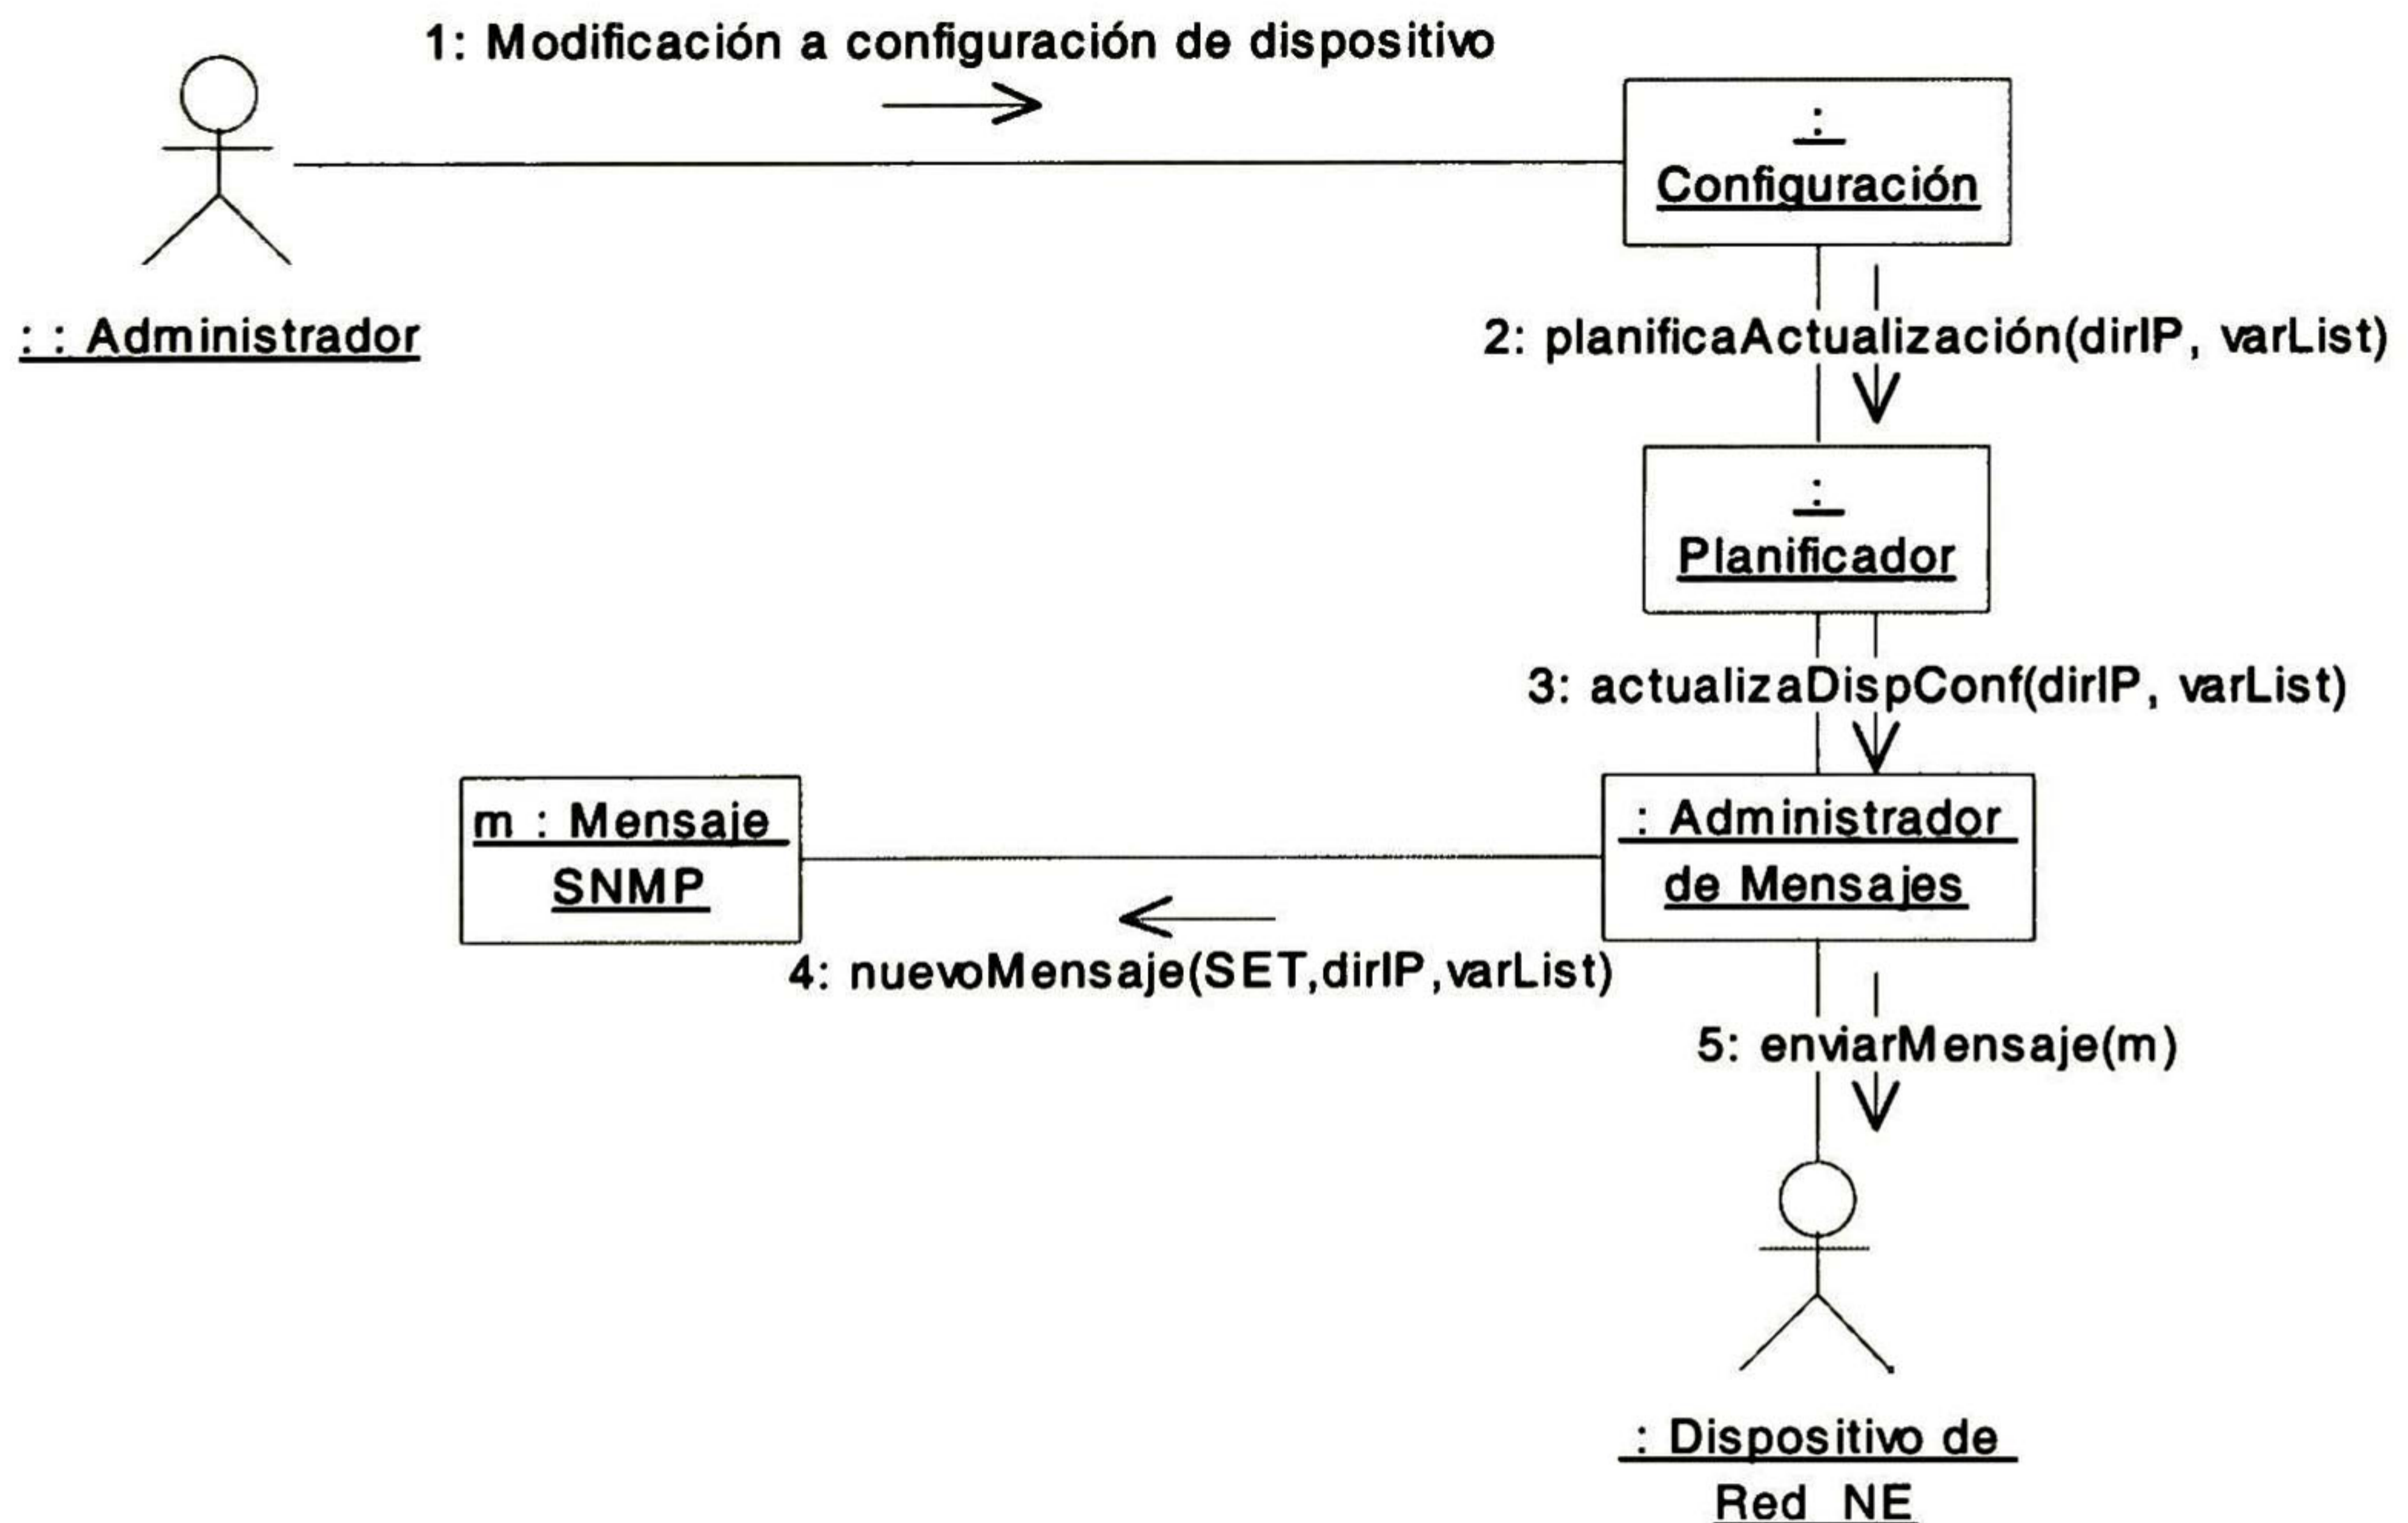 1: Modificación a configuración de dispositivo
:
Configuración
: : Administrador
2: planificaActualización(dirIP, varList)
:
Planificador
3: actualizaDispConf(dirIP, varList)
m : Mensaje
SNMP
: Administrador
de Mensajes
4: nuevoMensaje(SET,dirIP,varList)
5: enviarMensaje(m)
: Dispositivo de
Red NE